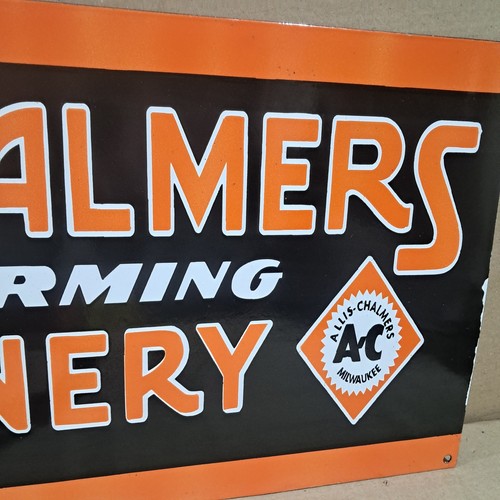 ALMERS
RMING
NERY
ALLIS-CHALMERS
A-C
MILWAUKEE